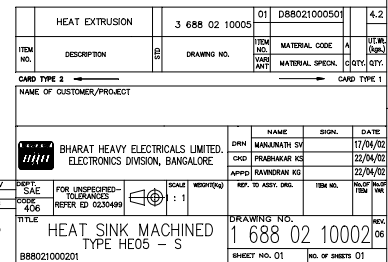 HEAT EXTRUSION 3 688 02 10005 01 D88021000501 4.2
ITEM NO. DESCRIPTION STD DRAWING NO. ITEM NO. MATERIAL CODE A UT.Wt. (kgs.)
VARI ANT MATERIAL SPECN. C QTY. QTY.
CARD TYPE 2 CARD TYPE 1
NAME OF CUSTOMER/PROJECT
NAME SIGN. DATE
BHARAT HEAVY ELECTRICALS LIMITED. DRN MANJUNATH SV 17/04/02
ELECTRONICS DIVISION, BANGALORE CKD PRABHAKAR KS 22/04/02
APPD RAVINDRAN KG 22/04/02
DEPT. SAE FOR UNSPECIFIED- TOLERANCES REFER ED 0230499 SCALE 1 : 1 WEIGHT(Kg) REF. TO ASSY. DRG. ITEM NO. No.OF ITEM No.OF VAR
CODE 406
TITLE DRAWING NO. REV.
HEAT SINK MACHINED 1 688 02 10002 06
TYPE HE05 - S
B88021000201 SHEET NO. 01 NO. OF SHEETS 01